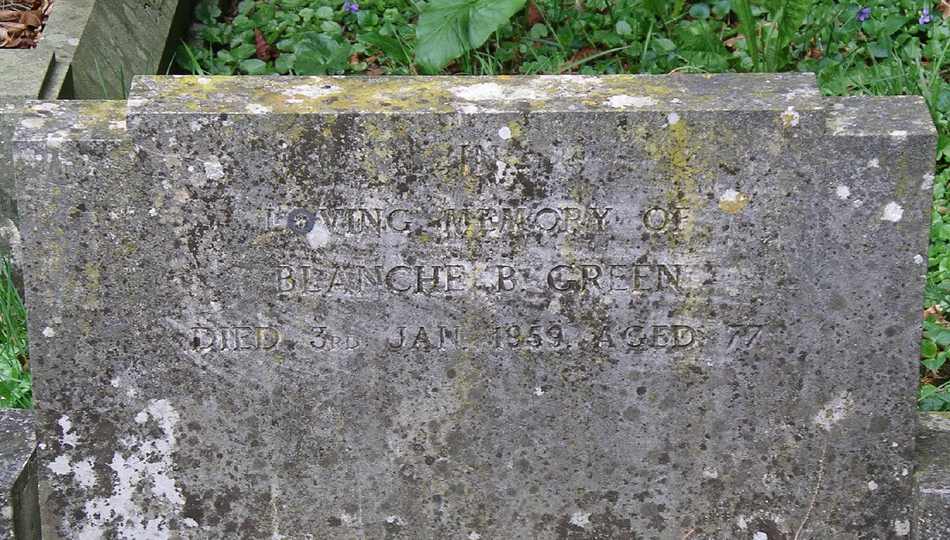 IN
LOVING MEMORY OF
BLANCHE B. GREEN
DIED 3RD JAN. 1959. AGED 77